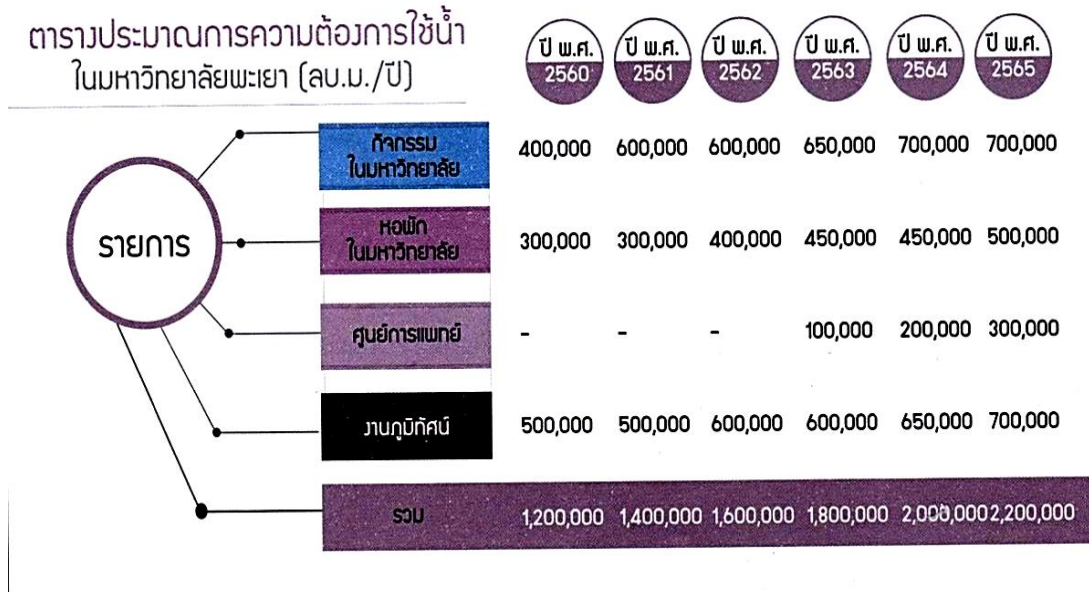 ตารางประมาณการความต้องการใช้น้ำ
ในมหาวิทยาลัยพะเยา (ลบ.ม./ปี)
ปี พ.ศ. 2560 ปี พ.ศ. 2561 ปี พ.ศ. 2562 ปี พ.ศ. 2563 ปี พ.ศ. 2564 ปี พ.ศ. 2565
รายการ
กิจกรรม
ในมหาวิทยาลัย
400,000 600,000 600,000 650,000 700,000 700,000
หอพัก
ในมหาวิทยาลัย
300,000 300,000 400,000 450,000 450,000 500,000
ศูนย์การแพทย์ - - - 100,000 200,000 300,000
งานภูมิทัศน์ 500,000 500,000 600,000 600,000 650,000 700,000
รวม 1,200,000 1,400,000 1,600,000 1,800,000 2,000,000 2,200,000